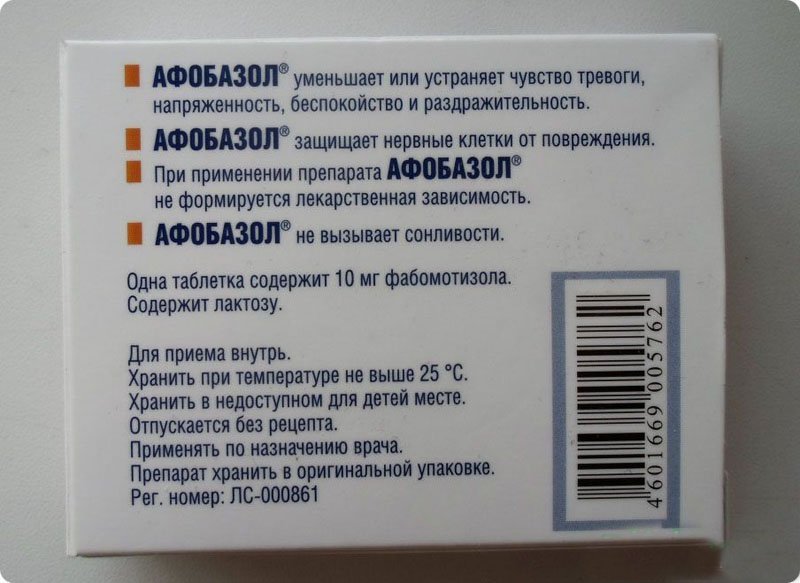 АФОБАЗОЛ® уменьшает или устраняет чувство тревоги,
напряженность, беспокойство и раздражительность.
АФОБАЗОЛ® защищает нервные клетки от повреждения.
При применении препарата АФОБАЗОЛ®
не формируется лекарственная зависимость.
АФОБАЗОЛ® не вызывает сонливости.
Одна таблетка содержит 10 мг фабомотизола.
Содержит лактозу.
Для приема внутрь.
Хранить при температуре не выше 25 °С.
Хранить в недоступном для детей месте.
Отпускается без рецепта.
Применять по назначению врача.
Препарат хранить в оригинальной упаковке.
Рег. номер: ЛС-000861
4601669005762